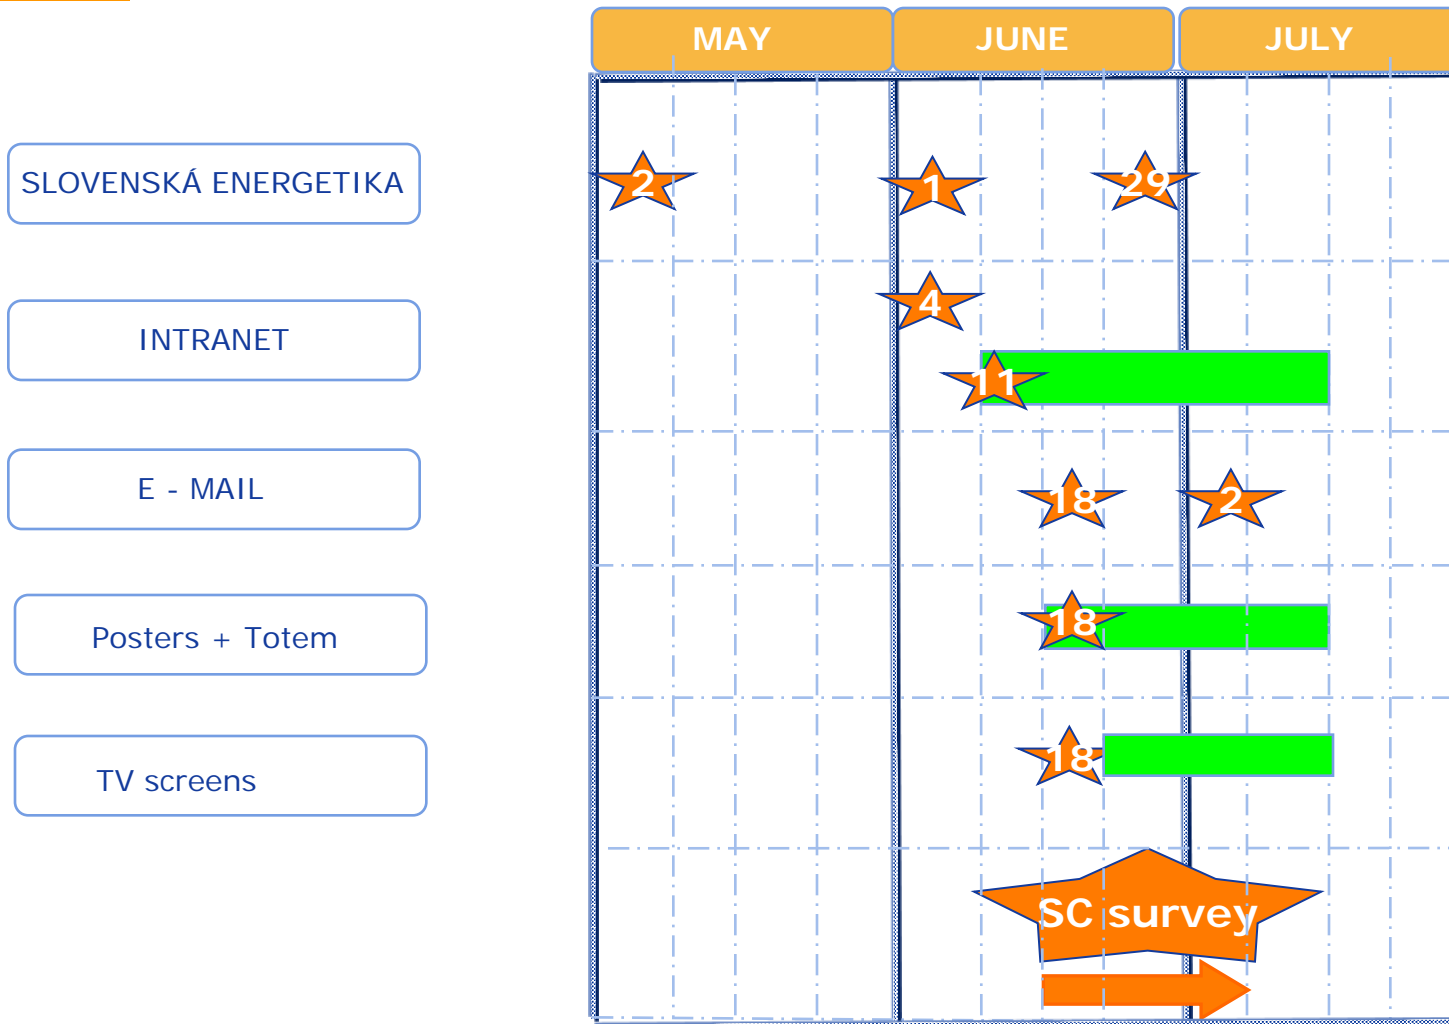 MAY JUNE JULY
SLOVENSKÁ ENERGETIKA 2 1 29
4
INTRANET
11
E - MAIL 18 2
Posters + Totem 18
TV screens 18
SC survey